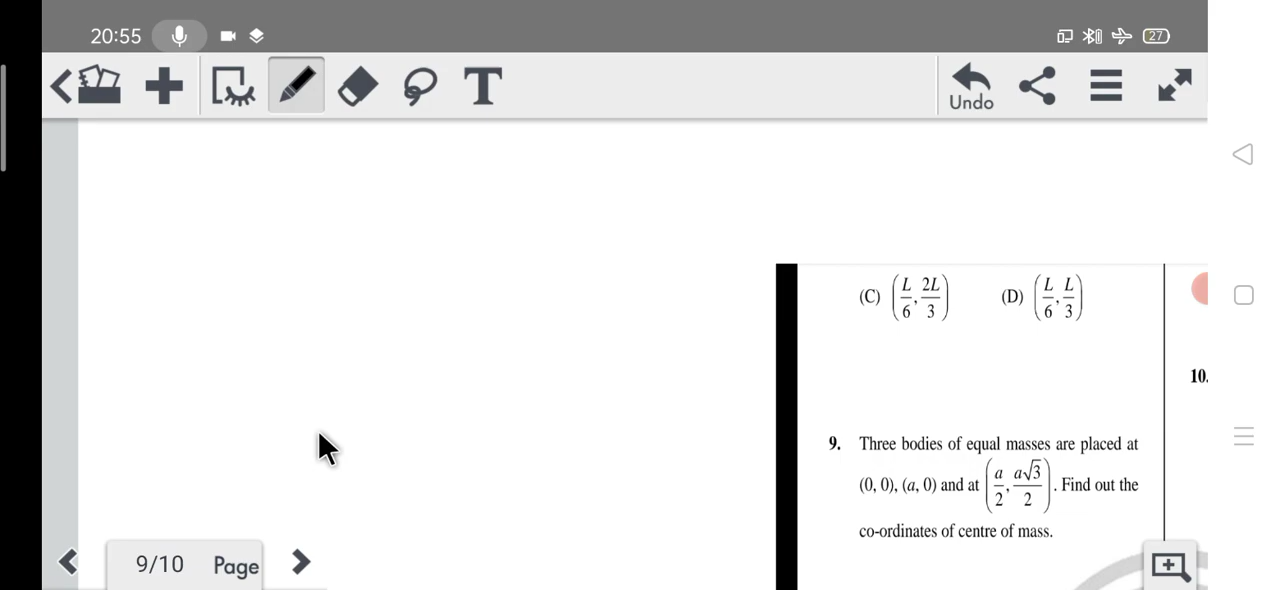 20:55
27
T
Undo
(C) (L/6, 2L/3) (D) (L/6, L/3)
10.
9. Three bodies of equal masses are placed at
(0, 0), (a, 0) and at (a/2, a√3/2). Find out the
co-ordinates of centre of mass.
9/10 Page